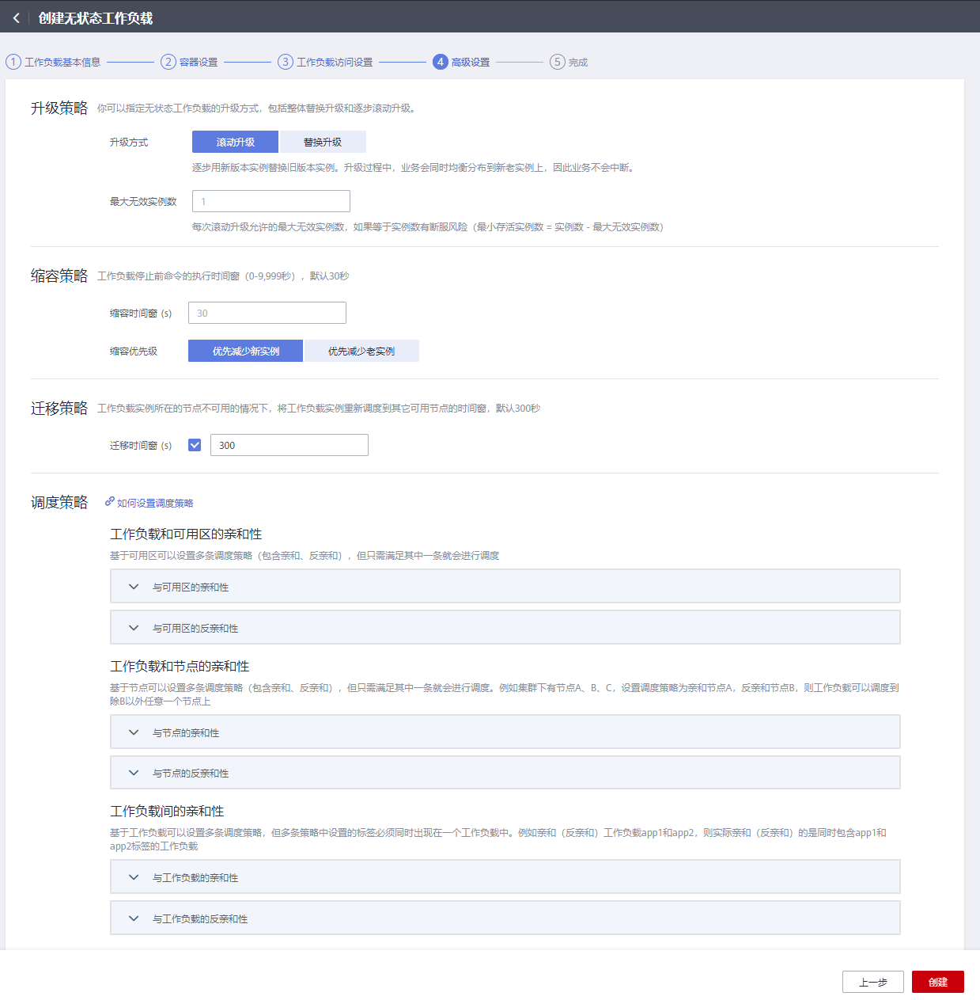 创建无状态工作负载
1 工作负载基本信息 2 容器设置 3 工作负载访问设置 4 高级设置 5 完成
升级策略 你可以指定无状态工作负载的升级方式，包括整体替换升级和逐步滚动升级。
升级方式 滚动升级 替换升级
逐步用新版本实例替换旧版本实例。升级过程中，业务会同时均衡分布到新老实例上，因此业务不会中断。
最大无效实例数 1
每次滚动升级允许的最大无效实例数，如果等于实例数有断服风险（最小存活实例数 = 实例数 - 最大无效实例数）
缩容策略 工作负载停止前命令的执行时间窗（0-9,999秒），默认30秒
缩容时间窗 (s) 30
缩容优先级 优先减少新实例 优先减少老实例
迁移策略 工作负载实例所在的节点不可用的情况下，将工作负载实例重新调度到其它可用节点的时间窗，默认300秒
迁移时间窗 (s) 300
调度策略 如何设置调度策略
工作负载和可用区的亲和性
基于可用区可以设置多条调度策略（包含亲和、反亲和），但只需满足其中一条就会进行调度
与可用区的亲和性
与可用区的反亲和性
工作负载和节点的亲和性
基于节点可以设置多条调度策略（包含亲和、反亲和），但只需满足其中一条就会进行调度。例如集群下有节点A、B、C，设置调度策略为亲和节点A，反亲和节点B，则工作负载可以调度到
除B以外任意一个节点上
与节点的亲和性
与节点的反亲和性
工作负载间的亲和性
基于工作负载可以设置多条调度策略，但多条策略中设置的标签必须同时出现在一个工作负载中。例如亲和（反亲和）工作负载app1和app2，则实际亲和（反亲和）的是同时包含app1和
app2标签的工作负载
与工作负载的亲和性
与工作负载的反亲和性
上一步 创建